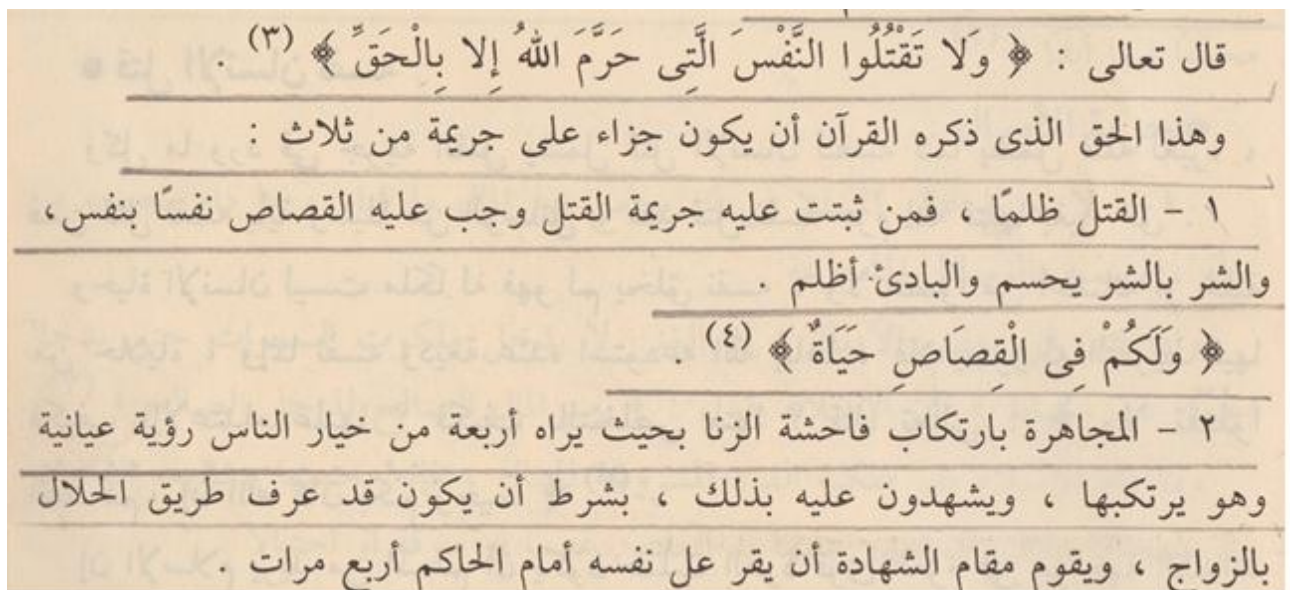 قال تعالى : ﴿ وَلَا تَقْتُلُوا النَّفْسَ الَّتِى حَرَّمَ اللهُ إِلا بِالْحَقِّ ﴾ (٣) .
وهذا الحق الذى ذكره القرآن أن يكون جزاء على جريمة من ثلاث :
١ - القتل ظلمًا ، فمن ثبتت عليه جريمة القتل وجب عليه القصاص نفسًا بنفس ،
والشر بالشر يحسم والبادئ أظلم .
﴿ وَلَكُمْ فِى الْقِصَاصِ حَيَاةٌ ﴾ (٤) .
٢ - المجاهرة بارتكاب فاحشة الزنا بحيث يراه أربعة من خيار الناس رؤية عيانية
وهو يرتكبها ، ويشهدون عليه بذلك ، بشرط أن يكون قد عرف طريق الحلال
بالزواج ، ويقوم مقام الشهادة أن يقر عل نفسه أمام الحاكم أربع مرات .